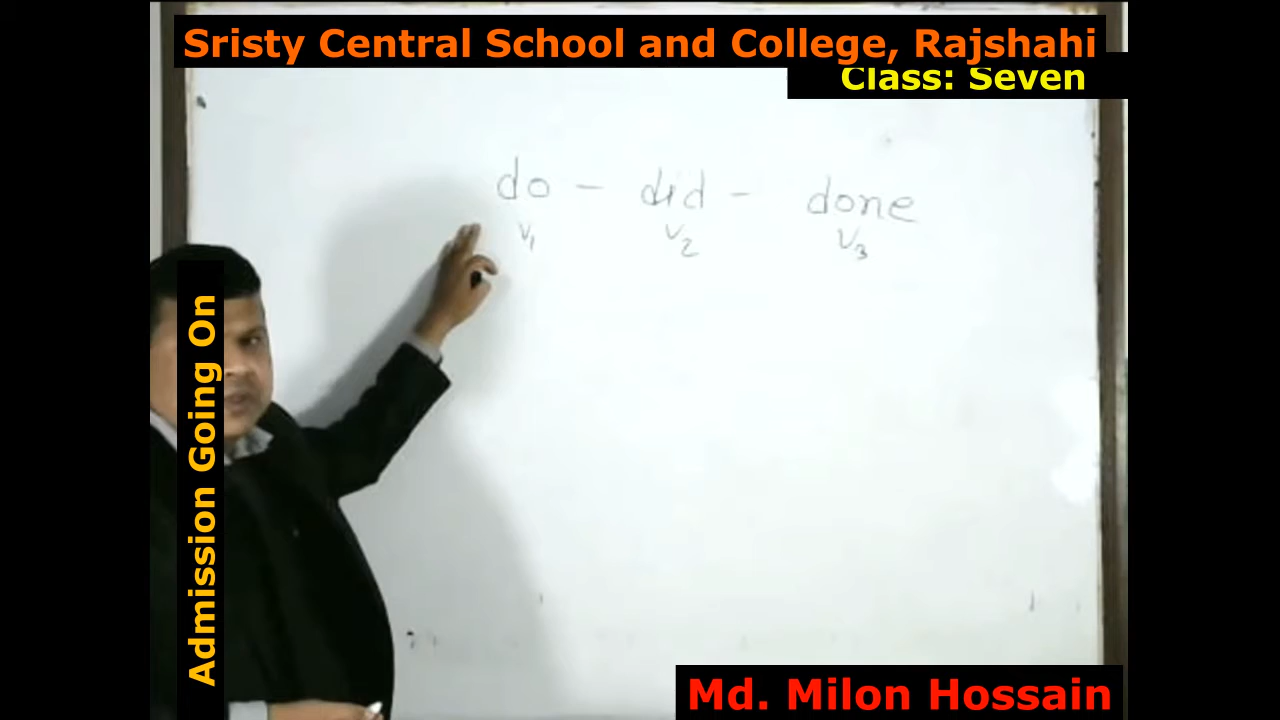 Sristy Central School and College, Rajshahi
Class: Seven
do - did - done
V1 V2 V3
Admission Going On
Md. Milon Hossain